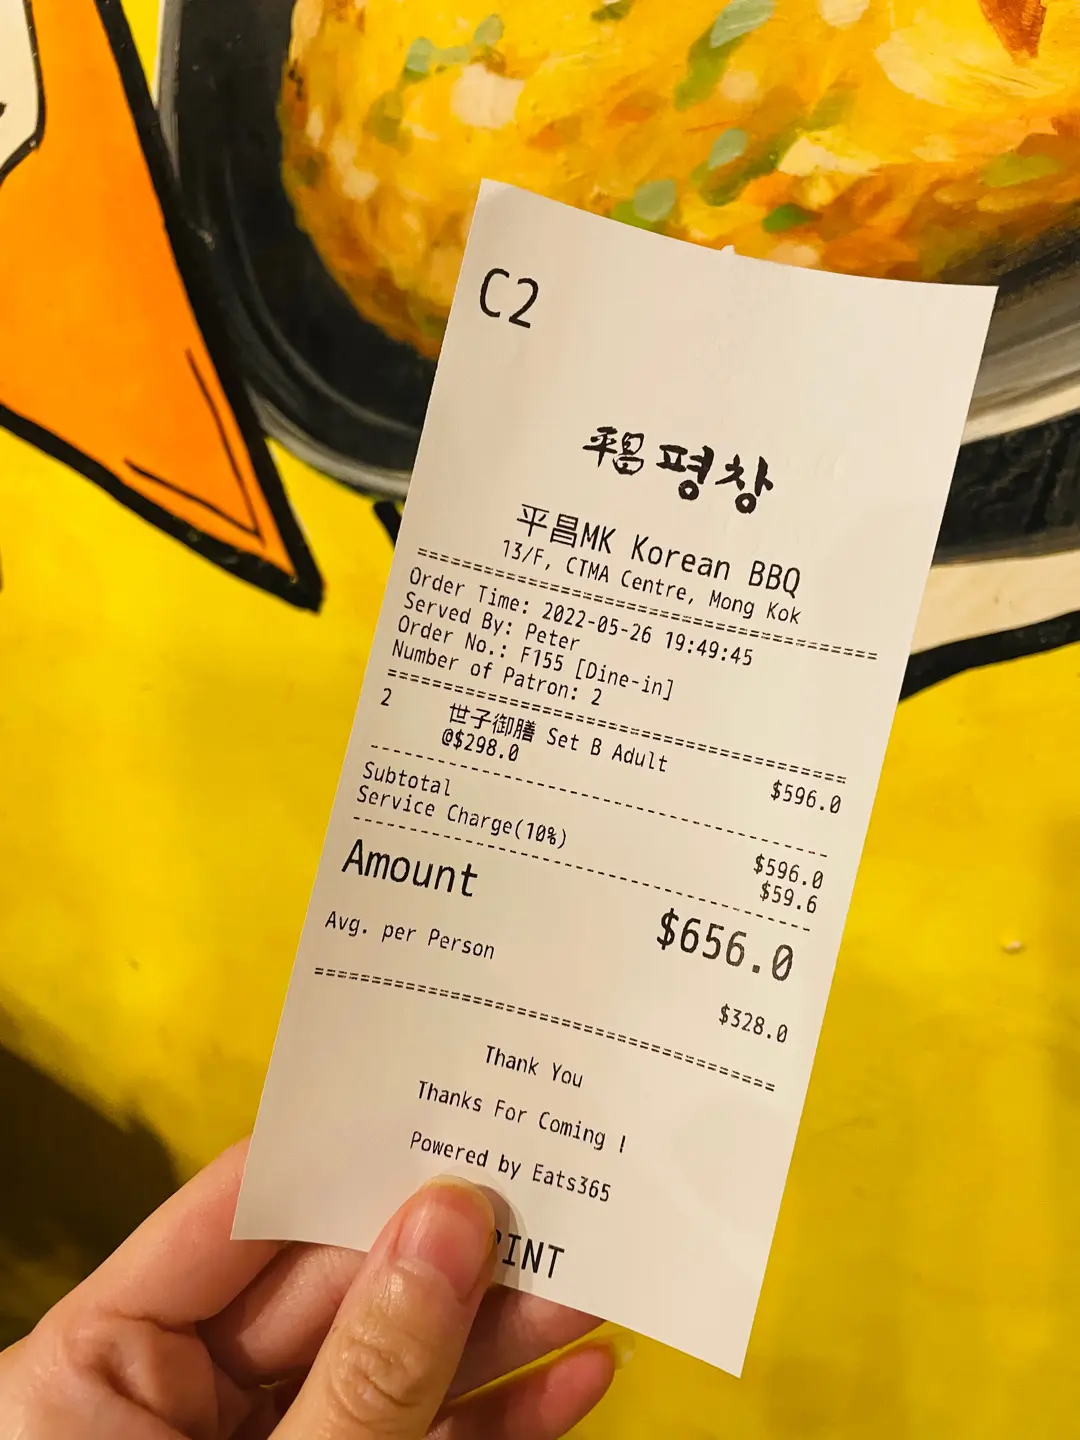 C2
平昌 평창
平昌MK Korean BBQ
13/F, CTMA Centre, Mong Kok
Order Time: 2022-05-26 19:49:45
Served By: Peter
Order No.: F155 [Dine-in]
Number of Patron: 2
2 世子御膳 Set B Adult $596.0
@$298.0
Subtotal $596.0
Service Charge(10%) $59.6
Amount $656.0
Avg. per Person $328.0
Thank You
Thanks For Coming !
Powered by Eats365